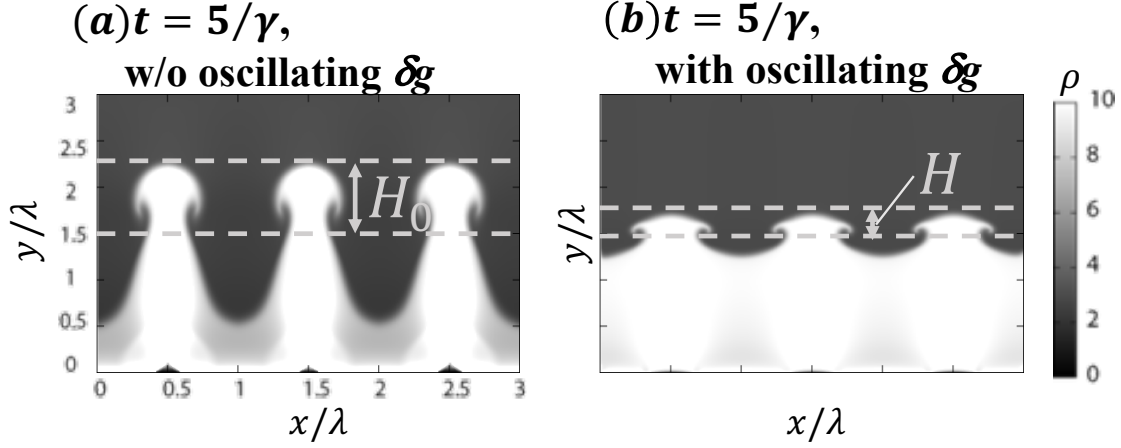 (a)t = 5/γ,
w/o oscillating δg
(b)t = 5/γ,
with oscillating δg
3
2.5
2
1.5
1
0.5
0
y/λ
H₀
0 0.5 1 1.5 2 2.5 3
x/λ
y/λ
H
x/λ
ρ
10
8
6
4
2
0